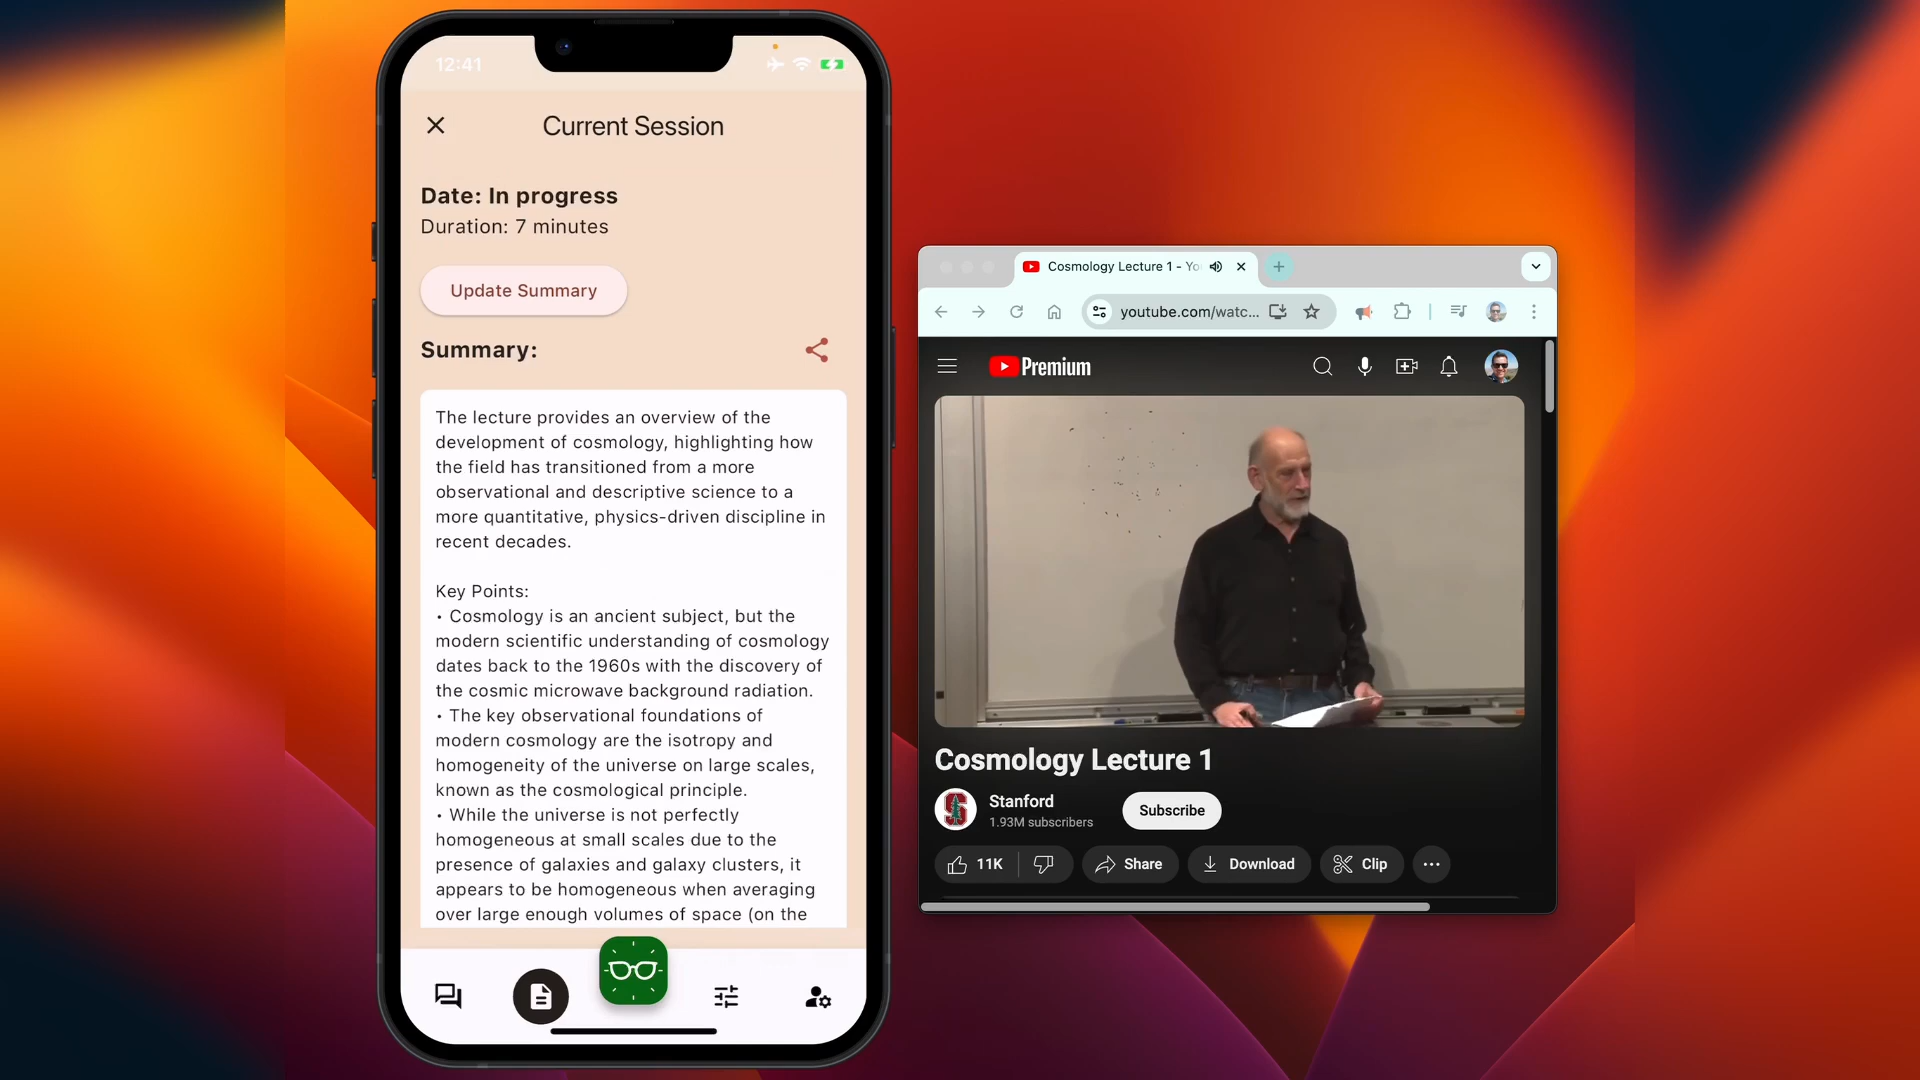 12:41
Current Session
Date: In progress
Duration: 7 minutes
Update Summary
Summary:
The lecture provides an overview of the
development of cosmology, highlighting how
the field has transitioned from a more
observational and descriptive science to a
more quantitative, physics-driven discipline in
recent decades.
Key Points:
• Cosmology is an ancient subject, but the
modern scientific understanding of cosmology
dates back to the 1960s with the discovery of
the cosmic microwave background radiation.
• The key observational foundations of
modern cosmology are the isotropy and
homogeneity of the universe on large scales,
known as the cosmological principle.
• While the universe is not perfectly
homogeneous at small scales due to the
presence of galaxies and galaxy clusters, it
appears to be homogeneous when averaging
over large enough volumes of space (on the
Cosmology Lecture 1 - Yo
youtube.com/watc...
Premium
Cosmology Lecture 1
Stanford
1.93M subscribers
Subscribe
11K
Share
Download
Clip